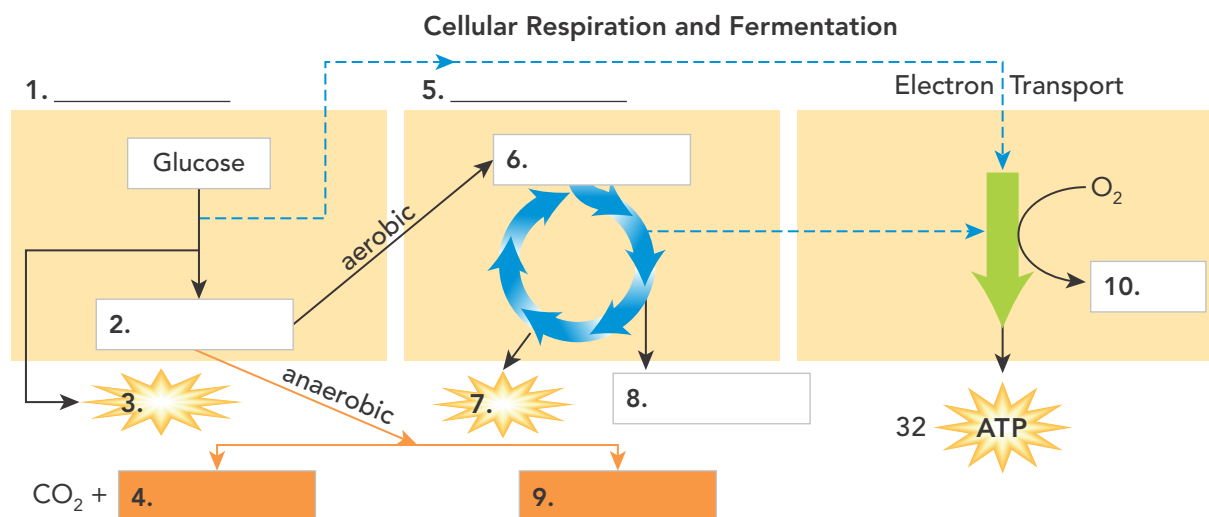 Cellular Respiration and Fermentation
1. ____________
5. ____________
Electron Transport
Glucose
6.
aerobic
O₂
10.
2.
anaerobic
3.
7.
8.
32 ATP
CO₂ + 4.
9.